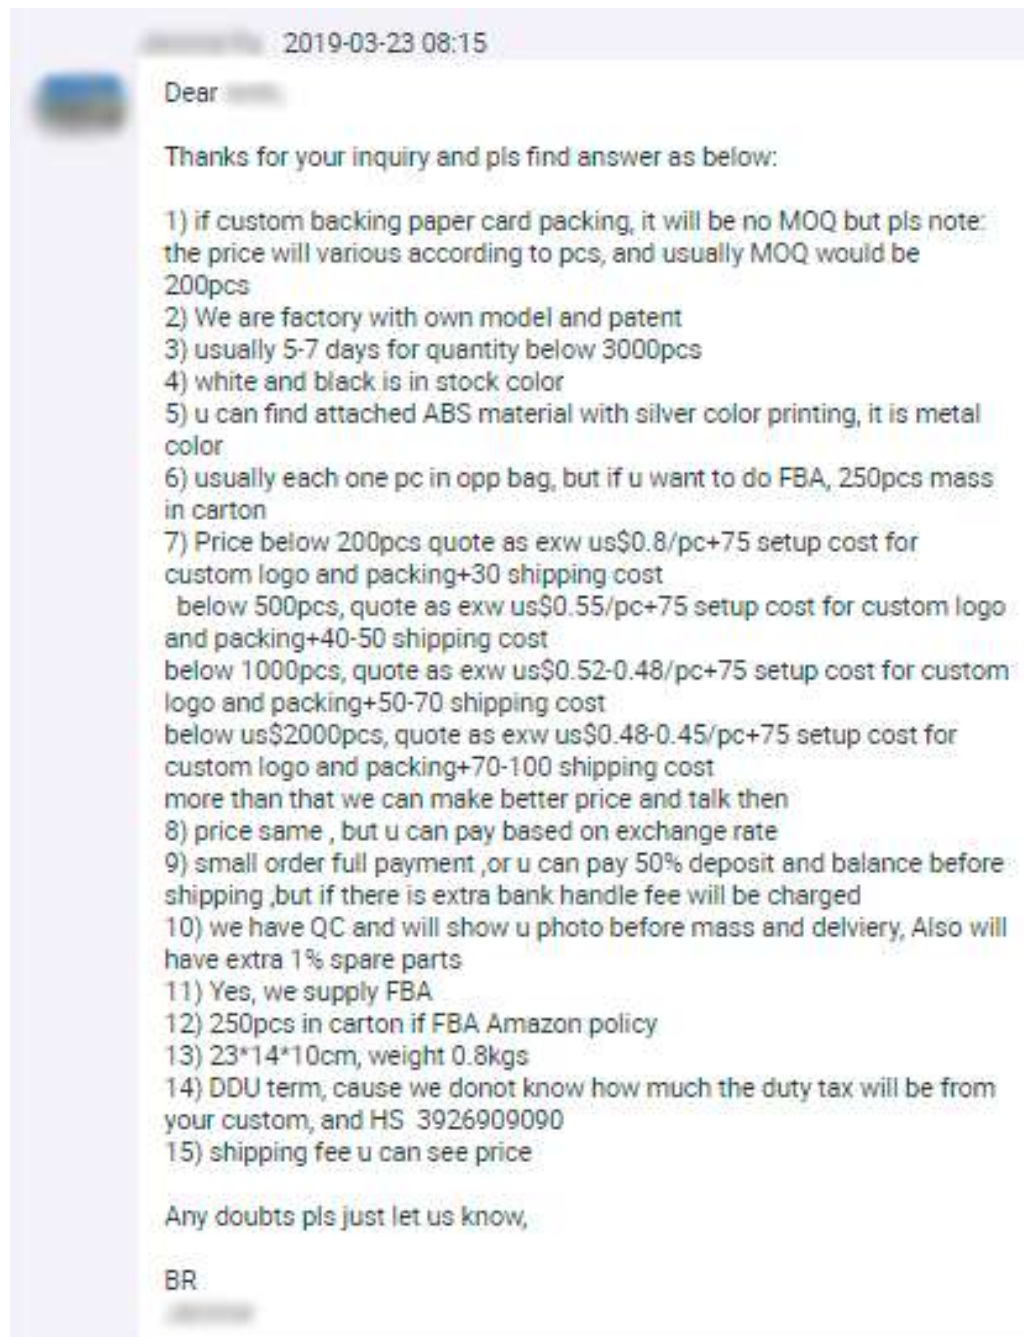 2019-03-23 08:15
Dear
Thanks for your inquiry and pls find answer as below:
1) if custom backing paper card packing, it will be no MOQ but pls note:
the price will various according to pcs, and usually MOQ would be
200pcs
2) We are factory with own model and patent
3) usually 5-7 days for quantity below 3000pcs
4) white and black is in stock color
5) u can find attached ABS material with silver color printing, it is metal
color
6) usually each one pc in opp bag, but if u want to do FBA, 250pcs mass
in carton
7) Price below 200pcs quote as exw us$0.8/pc+75 setup cost for
custom logo and packing+30 shipping cost
below 500pcs, quote as exw us$0.55/pc+75 setup cost for custom logo
and packing+40-50 shipping cost
below 1000pcs, quote as exw us$0.52-0.48/pc+75 setup cost for custom
logo and packing+50-70 shipping cost
below us$2000pcs, quote as exw us$0.48-0.45/pc+75 setup cost for
custom logo and packing+70-100 shipping cost
more than that we can make better price and talk then
8) price same , but u can pay based on exchange rate
9) small order full payment ,or u can pay 50% deposit and balance before
shipping ,but if there is extra bank handle fee will be charged
10) we have QC and will show u photo before mass and delviery, Also will
have extra 1% spare parts
11) Yes, we supply FBA
12) 250pcs in carton if FBA Amazon policy
13) 23*14*10cm, weight 0.8kgs
14) DDU term, cause we donot know how much the duty tax will be from
your custom, and HS  3926909090
15) shipping fee u can see price
Any doubts pls just let us know,
BR